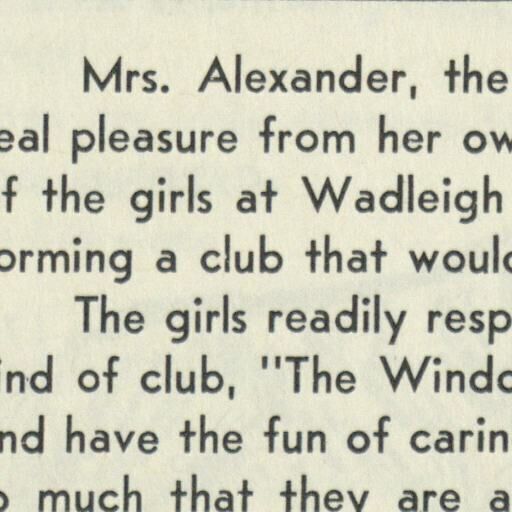 Mrs. Alexander, the
eal pleasure from her ow
f the girls at Wadleigh
orming a club that would
The girls readily resp
ind of club, "The Windo
nd have the fun of carin
o much that they are a